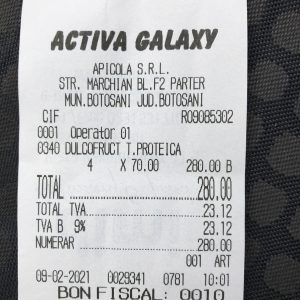 ACTIVA GALAXY
APICOLA S.R.L.
STR. MARCHIAN BL.F2 PARTER
MUN.BOTOSANI JUD.BOTOSANI
CIF RO9085302
0001 Operator 01
0340 DULCOFRUCT T.PROTEICA
4 X 70.00 280.00 B
TOTAL 280.00
TOTAL TVA 23.12
TVA B 9% 23.12
NUMERAR 280.00
001 ART
09-02-2021 0029341 0781 10:01
BON FISCAL: 0010